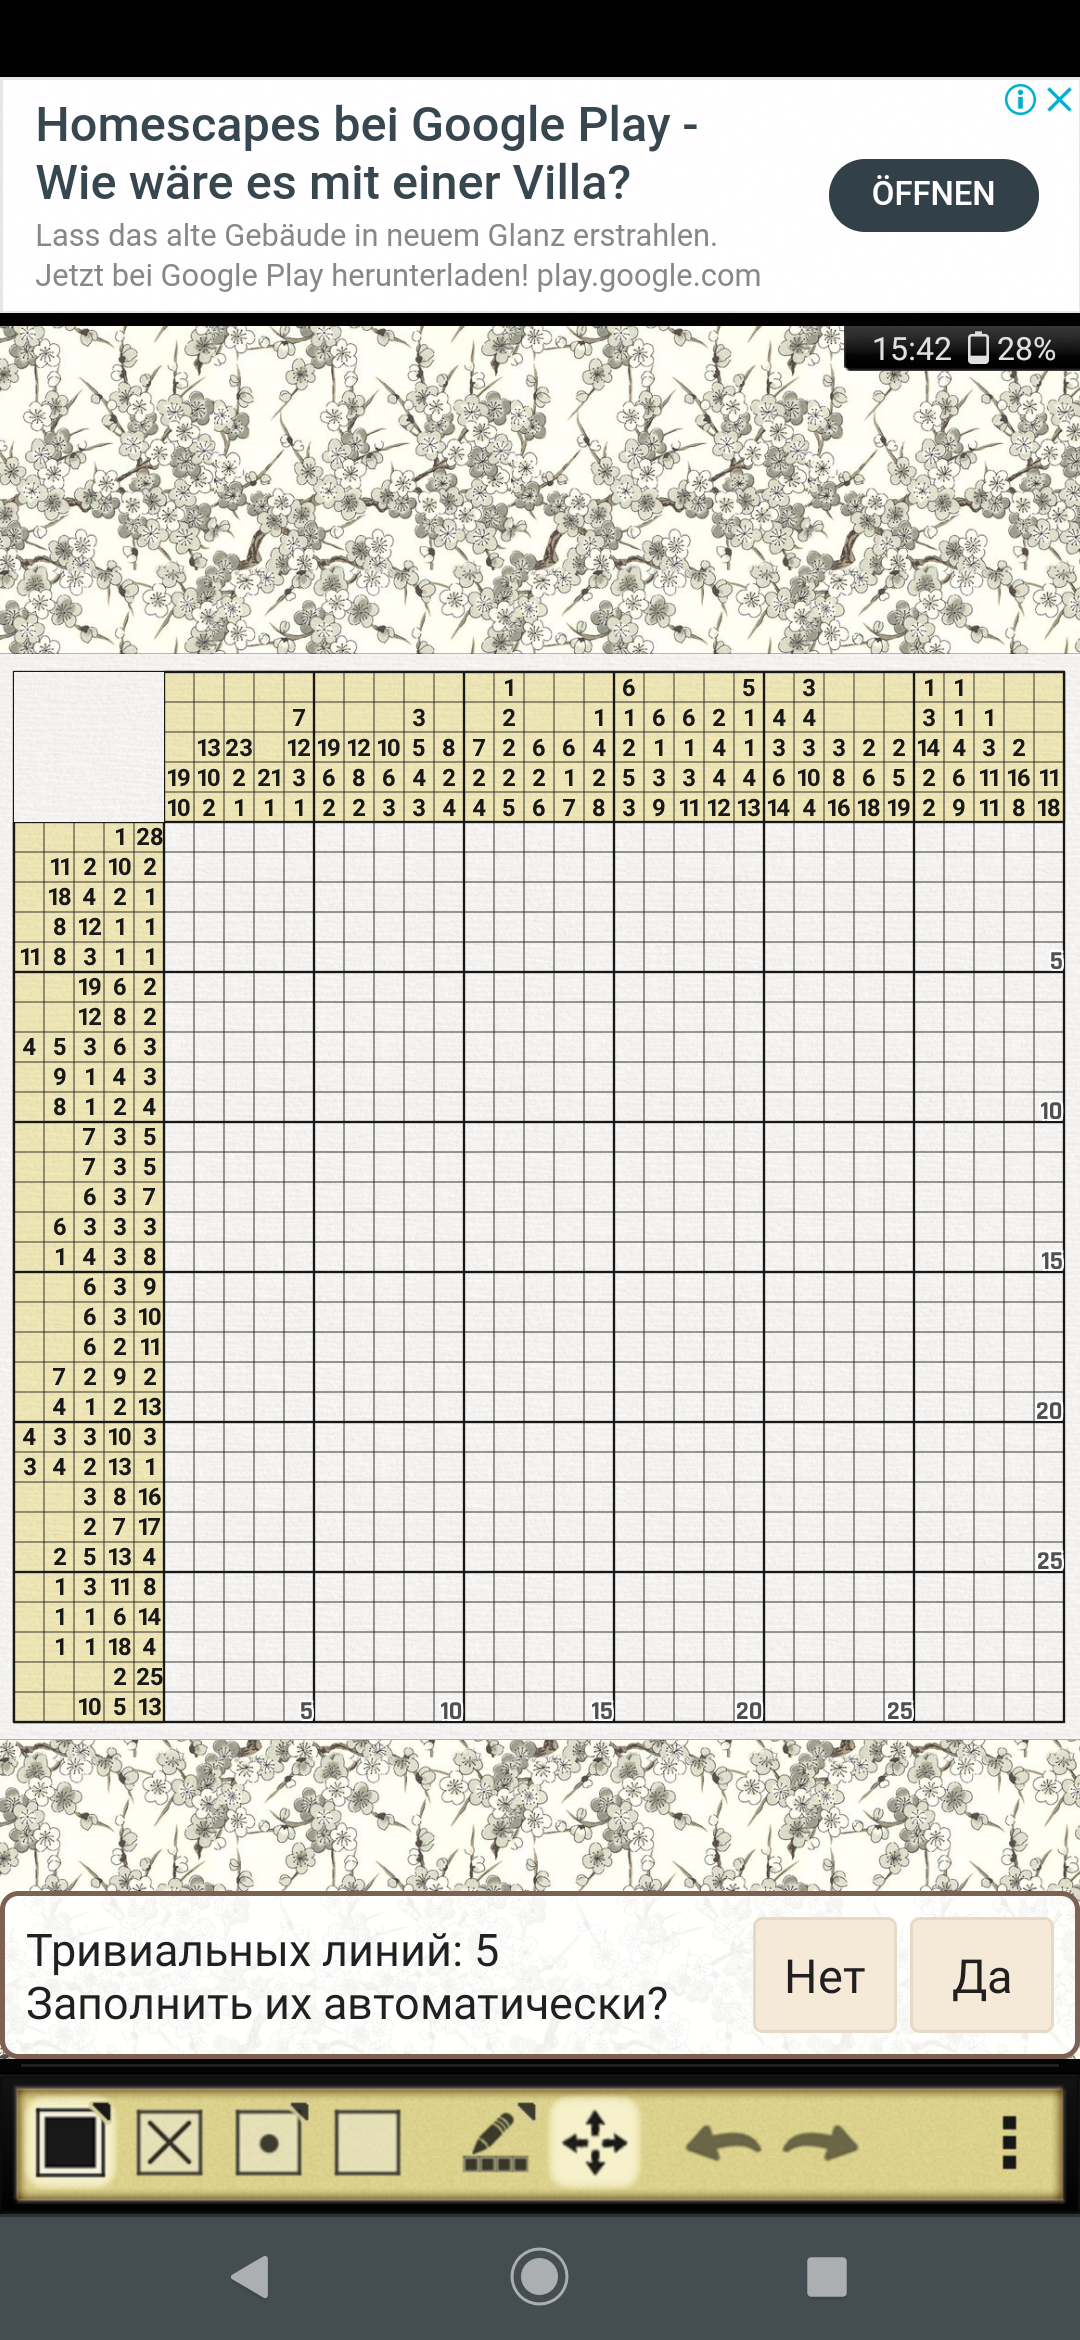 Homescapes bei Google Play -
Wie wäre es mit einer Villa?
Lass das alte Gebäude in neuem Glanz erstrahlen.
Jetzt bei Google Play herunterladen! play.google.com
ÖFFNEN
15:42 28%
1 6 5 3 1 1
7 3 2 1 1 6 6 2 1 4 4 3 1 1
13 23 12 19 12 10 5 8 7 2 6 6 4 2 1 1 4 1 3 3 3 2 2 14 4 3 2
19 10 2 21 3 6 8 6 4 2 2 2 2 1 2 5 3 3 4 4 6 10 8 6 5 2 6 11 16 11
10 2 1 1 1 2 2 3 3 4 4 5 6 7 8 3 9 11 12 13 14 4 16 18 19 2 9 11 8 18
1 28
11 2 10 2
18 4 2 1
8 12 1 1
11 8 3 1 1
5
19 6 2
12 8 2
4 5 3 6 3
9 1 4 3
8 1 2 4
10
7 3 5
7 3 5
6 3 7
6 3 3 3
1 4 3 8
15
6 3 9
6 3 10
6 2 11
7 2 9 2
4 1 2 13
20
4 3 3 10 3
3 4 2 13 1
3 8 16
2 7 17
2 5 13 4
25
1 3 11 8
1 1 6 14
1 1 18 4
2 25
10 5 13
5 10 15 20 25
Тривиальных линий: 5
Заполнить их автоматически?
Нет
Да